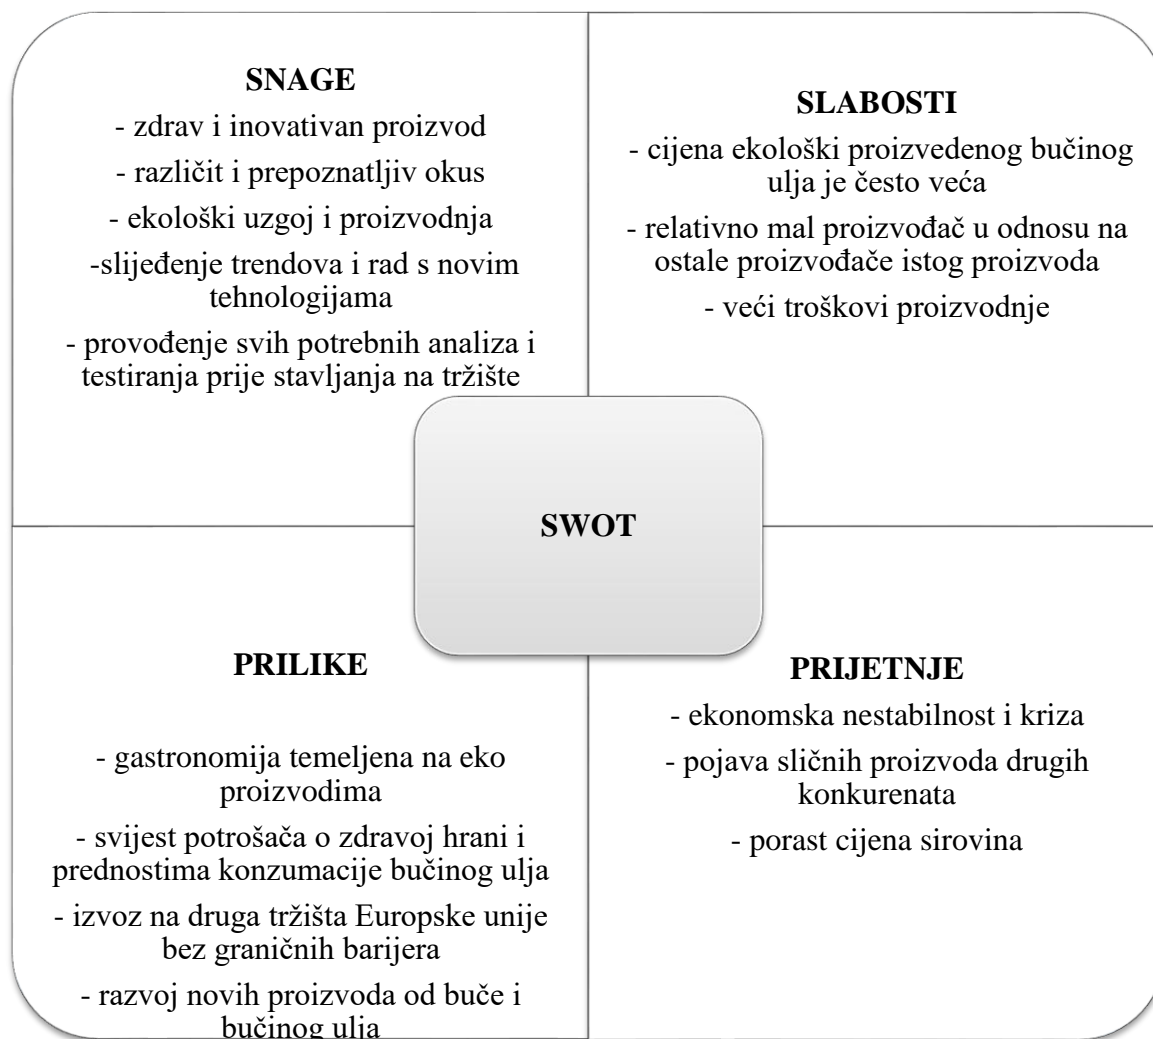 SNAGE
- zdrav i inovativan proizvod
- različit i prepoznatljiv okus
- ekološki uzgoj i proizvodnja
-slijeđenje trendova i rad s novim
tehnologijama
- provođenje svih potrebnih analiza i
testiranja prije stavljanja na tržište
SLABOSTI
- cijena ekološki proizvedenog bučinog
ulja je često veća
- relativno mal proizvođač u odnosu na
ostale proizvođače istog proizvoda
- veći troškovi proizvodnje
SWOT
PRILIKE
- gastronomija temeljena na eko
proizvodima
- svijest potrošača o zdravoj hrani i
prednostima konzumacije bučinog ulja
- izvoz na druga tržišta Europske unije
bez graničnih barijera
- razvoj novih proizvoda od buče i
bučinog ulja
PRIJETNJE
- ekonomska nestabilnost i kriza
- pojava sličnih proizvoda drugih
konkurenata
- porast cijena sirovina